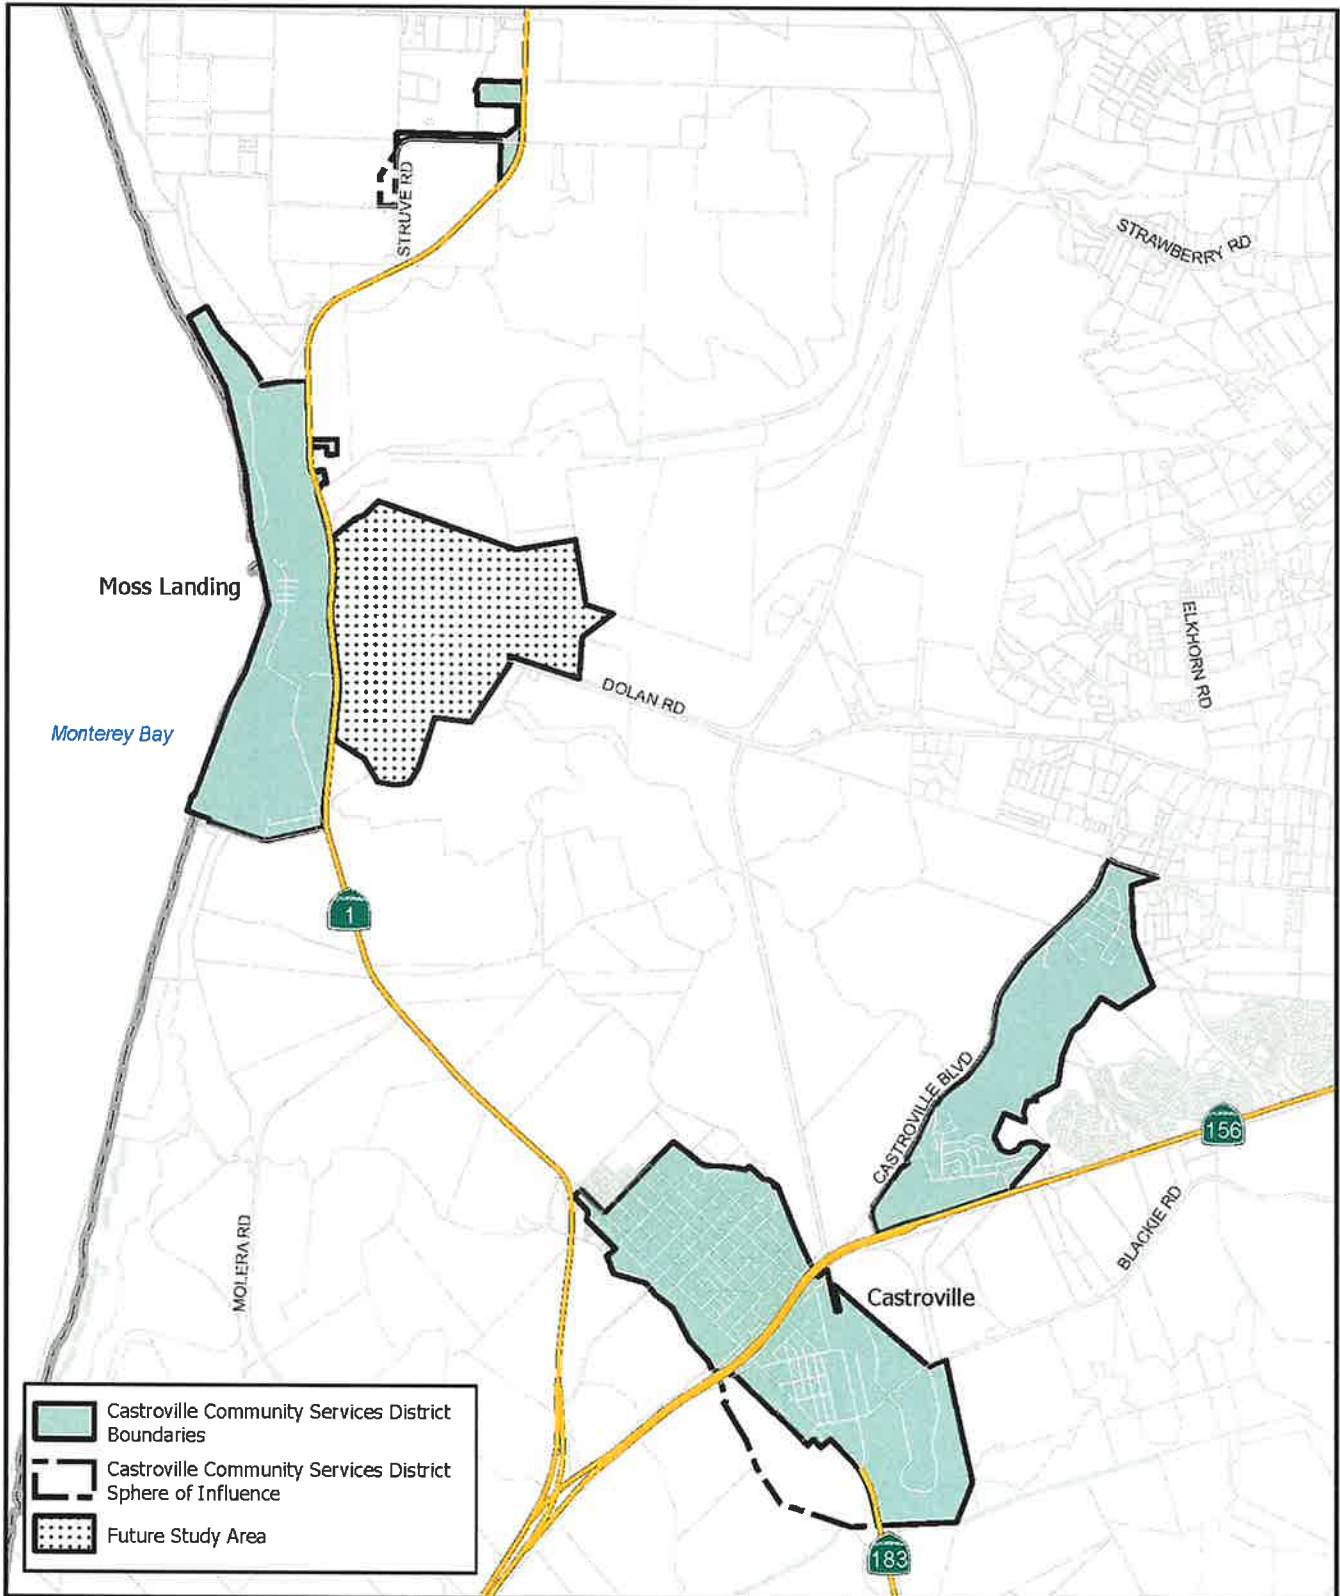 STRUVE RD
STRAWBERRY RD
Moss Landing
ELKHORN RD
DOLAN RD
Monterey Bay
1
CASTROVILLE BLVD
156
BLACKIE RD
MOLERA RD
Castroville
Castroville Community Services District
Boundaries
Castroville Community Services District
Sphere of Influence
Future Study Area
183